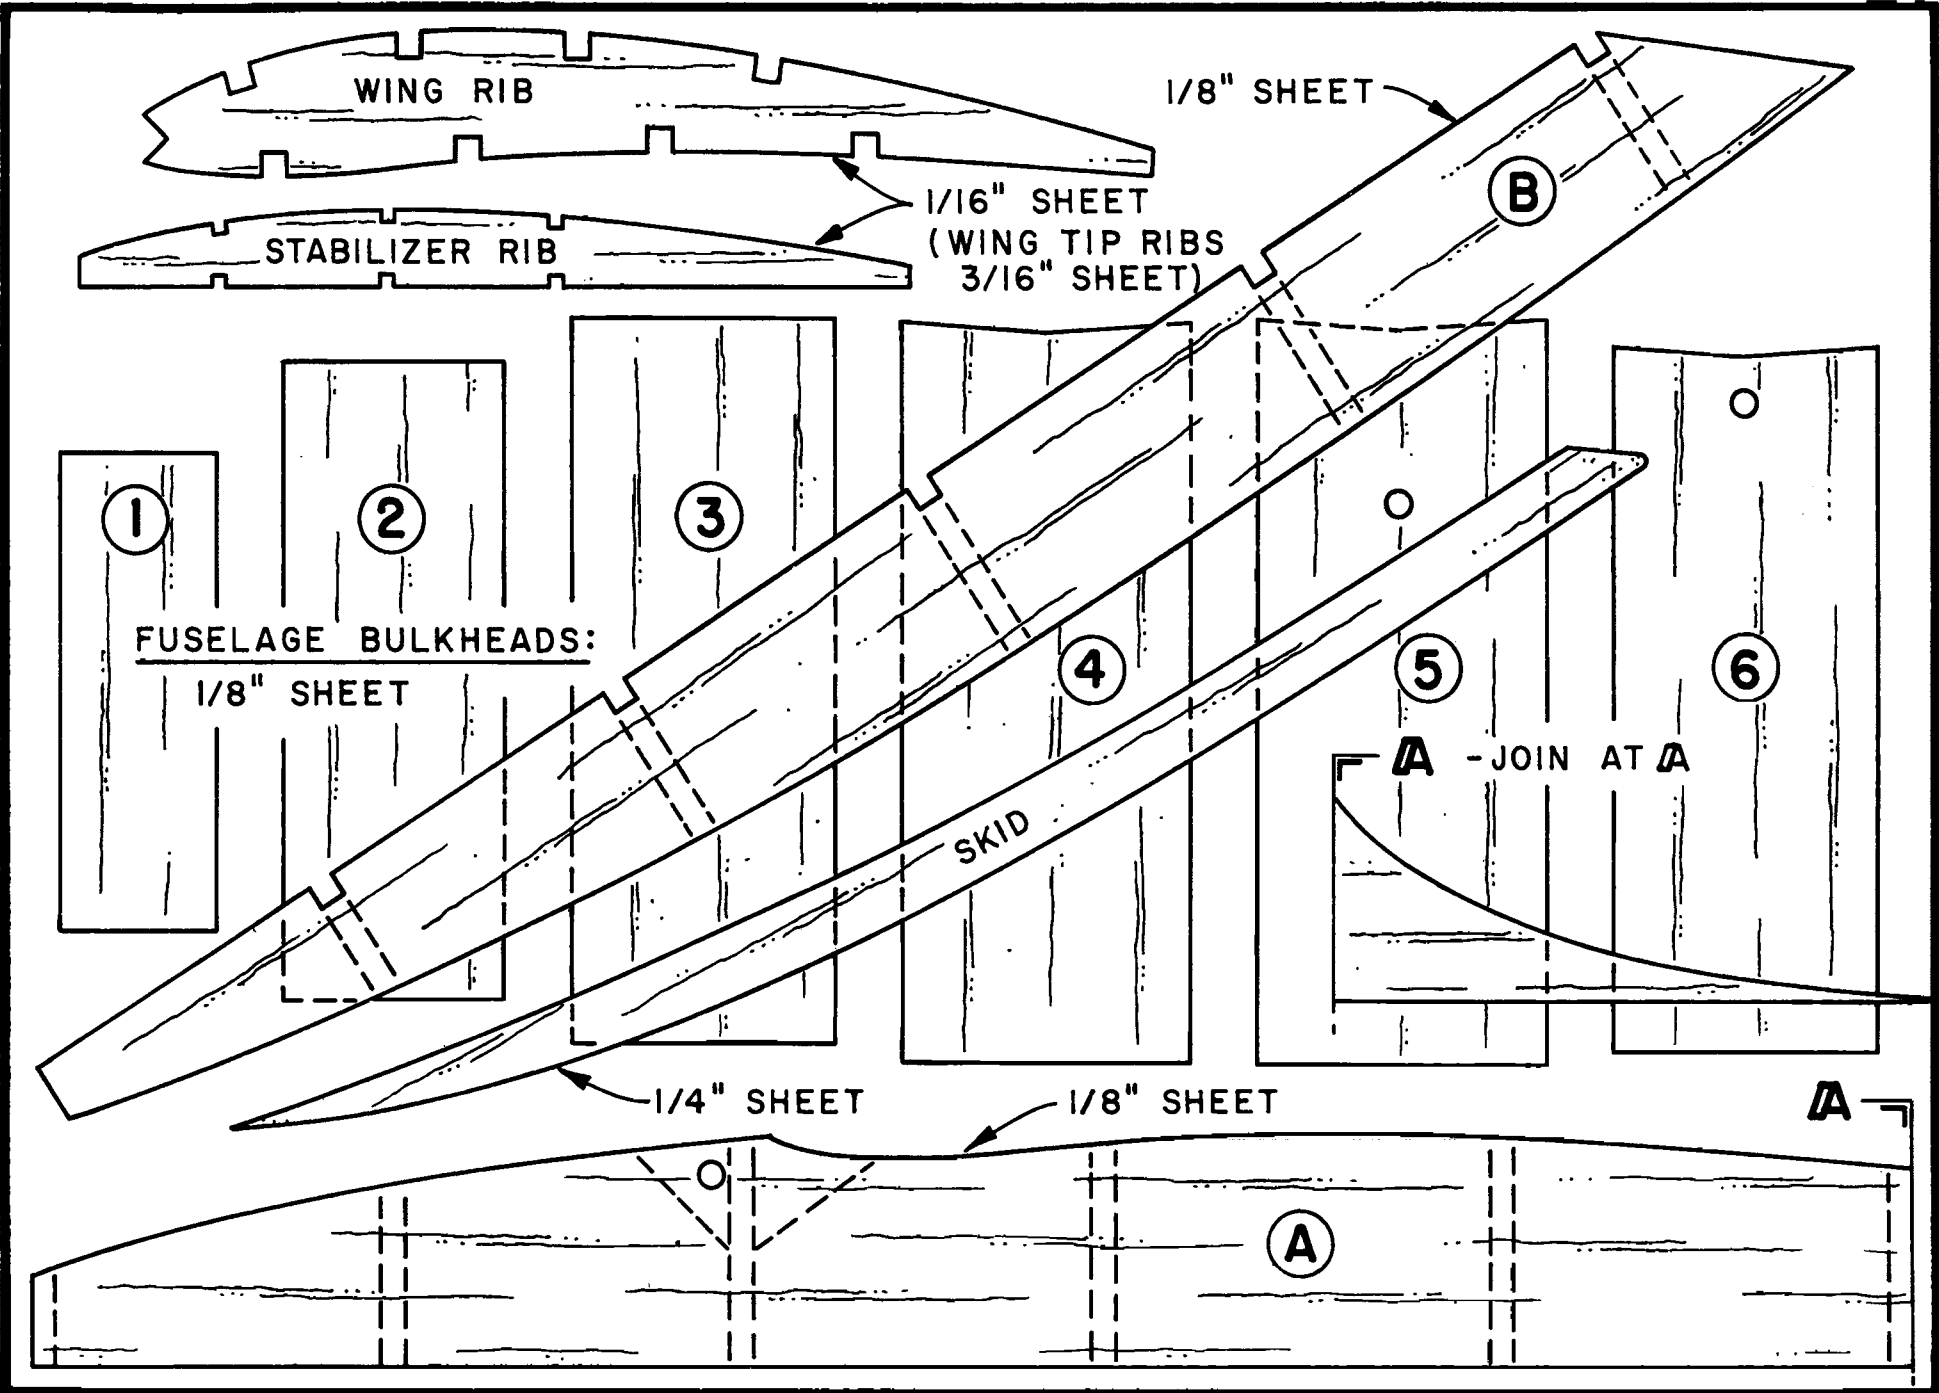 WING RIB
1/8" SHEET
B
1/16" SHEET
(WING TIP RIBS
3/16" SHEET)
STABILIZER RIB
1
2
3
FUSELAGE BULKHEADS:
1/8" SHEET
4
5
6
A -JOIN AT A
SKID
1/4" SHEET
1/8" SHEET
A
A